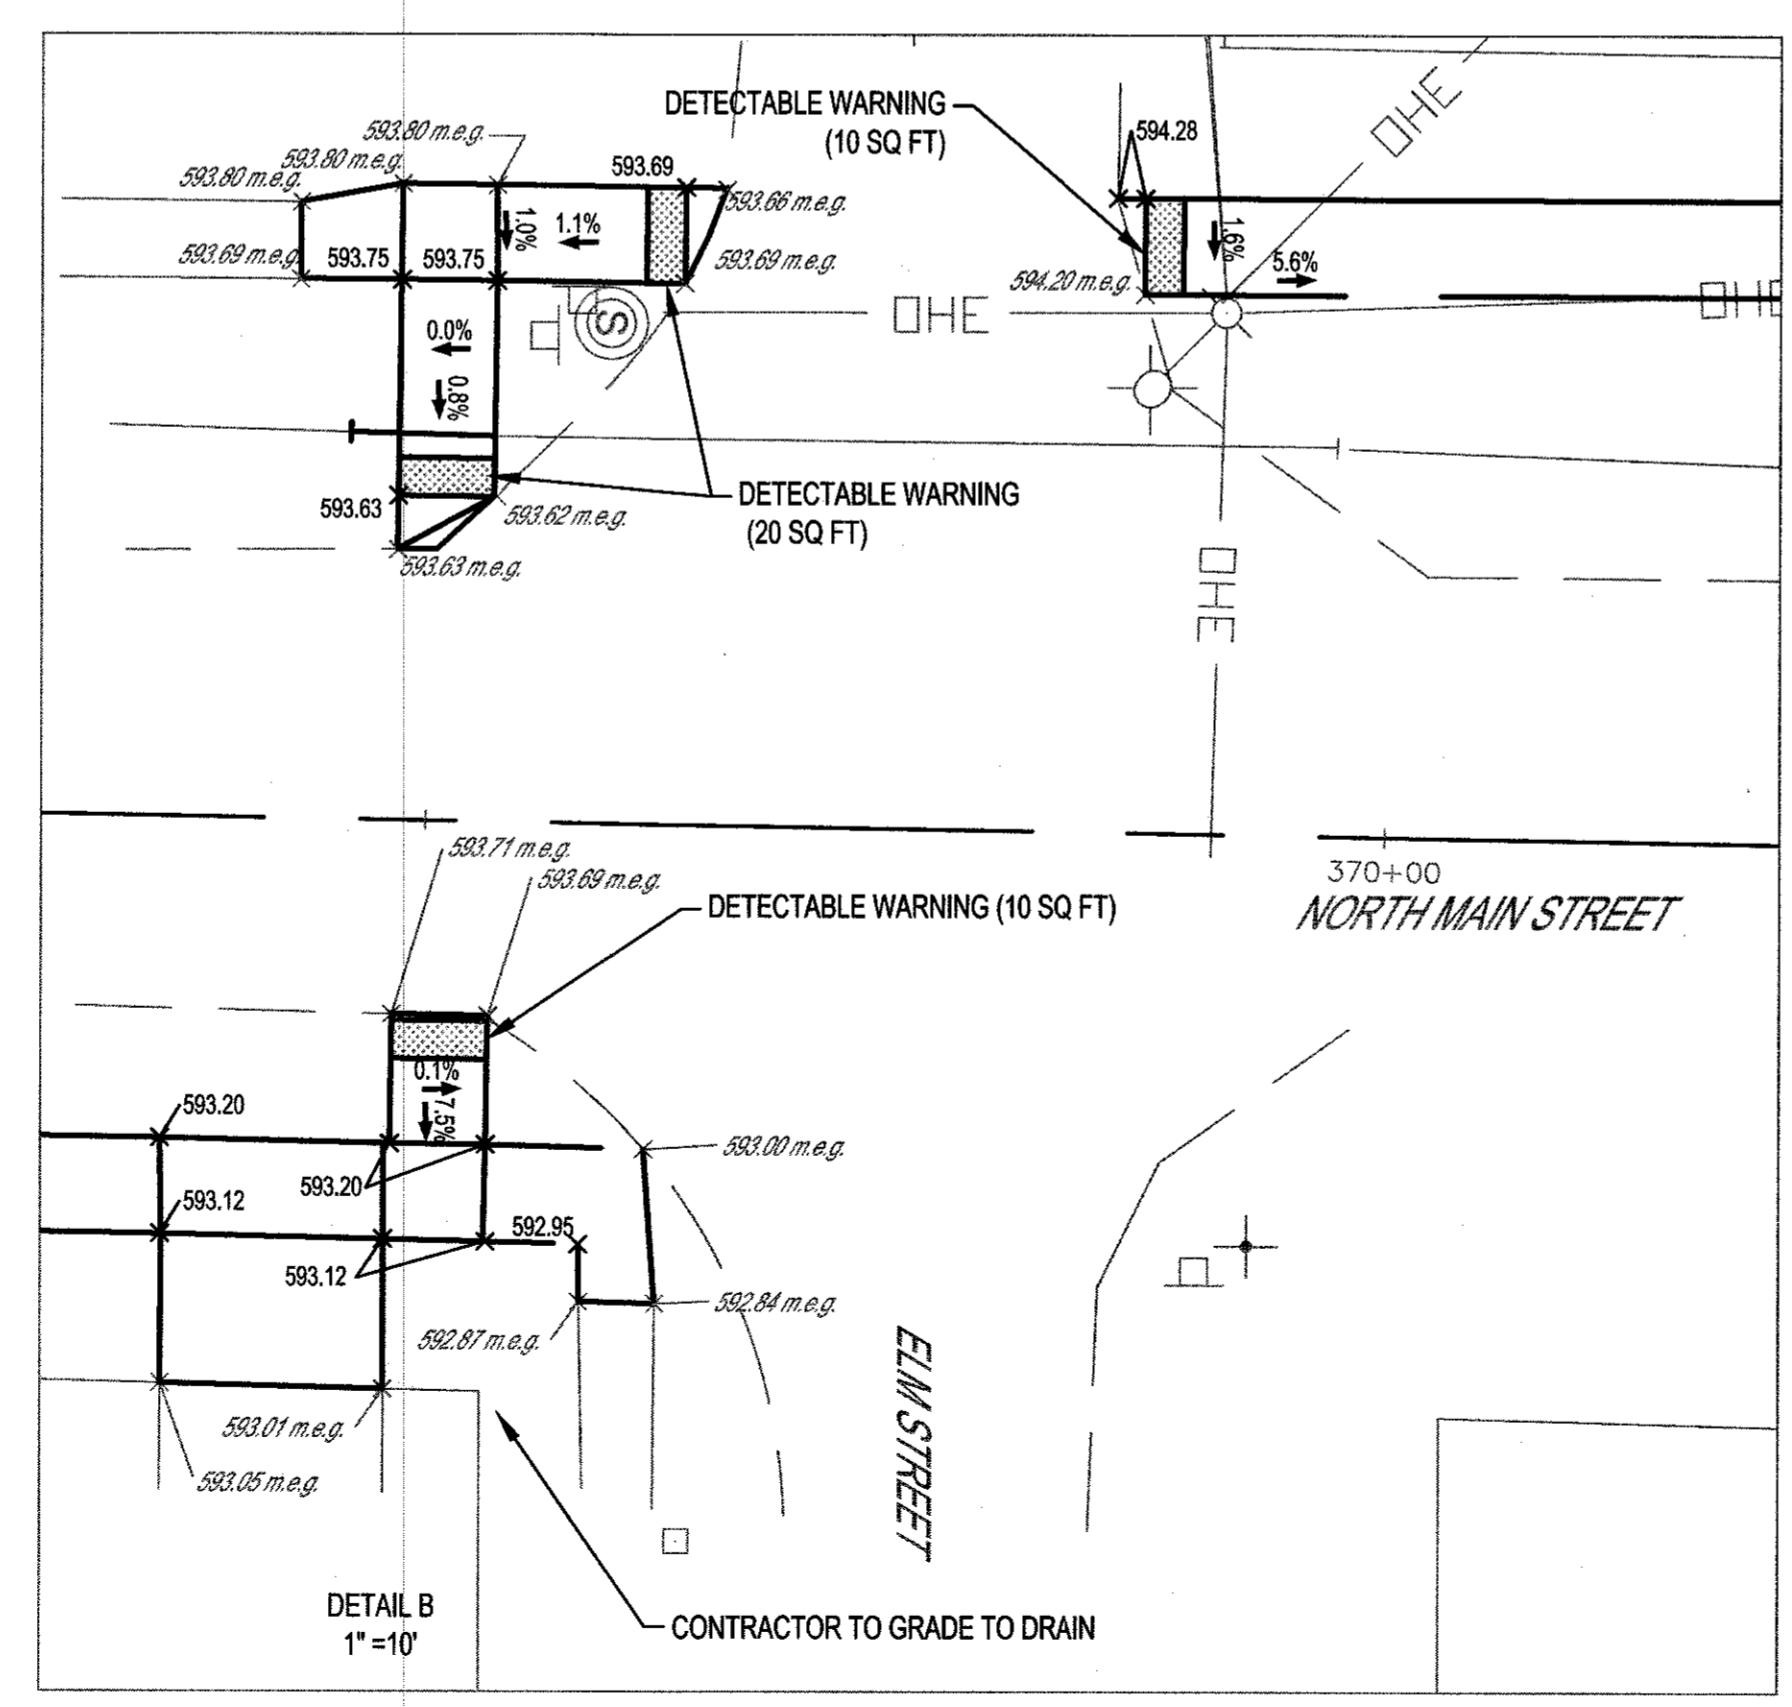 DETECTABLE WARNING
(10 SQ FT)
OHE
593.80 m.e.g.
593.80 m.e.g.
593.80 m.e.g.
593.69
594.28
593.66 m.e.g.
1.0%
1.1%
1.6%
593.69 m.e.g.
593.75
593.75
593.69 m.e.g.
594.20 m.e.g.
5.6%
OHE
OHE
S
0.0%
0.8%
DETECTABLE WARNING
(20 SQ FT)
593.63
593.62 m.e.g.
593.63 m.e.g.
OHE
593.71 m.e.g.
593.69 m.e.g.
370+00
NORTH MAIN STREET
DETECTABLE WARNING (10 SQ FT)
0.1%
7.5%
593.20
593.00 m.e.g.
593.20
593.12
592.95
593.12
592.84 m.e.g.
592.87 m.e.g.
593.01 m.e.g.
593.05 m.e.g.
ELM STREET
DETAIL B
1" =10'
CONTRACTOR TO GRADE TO DRAIN